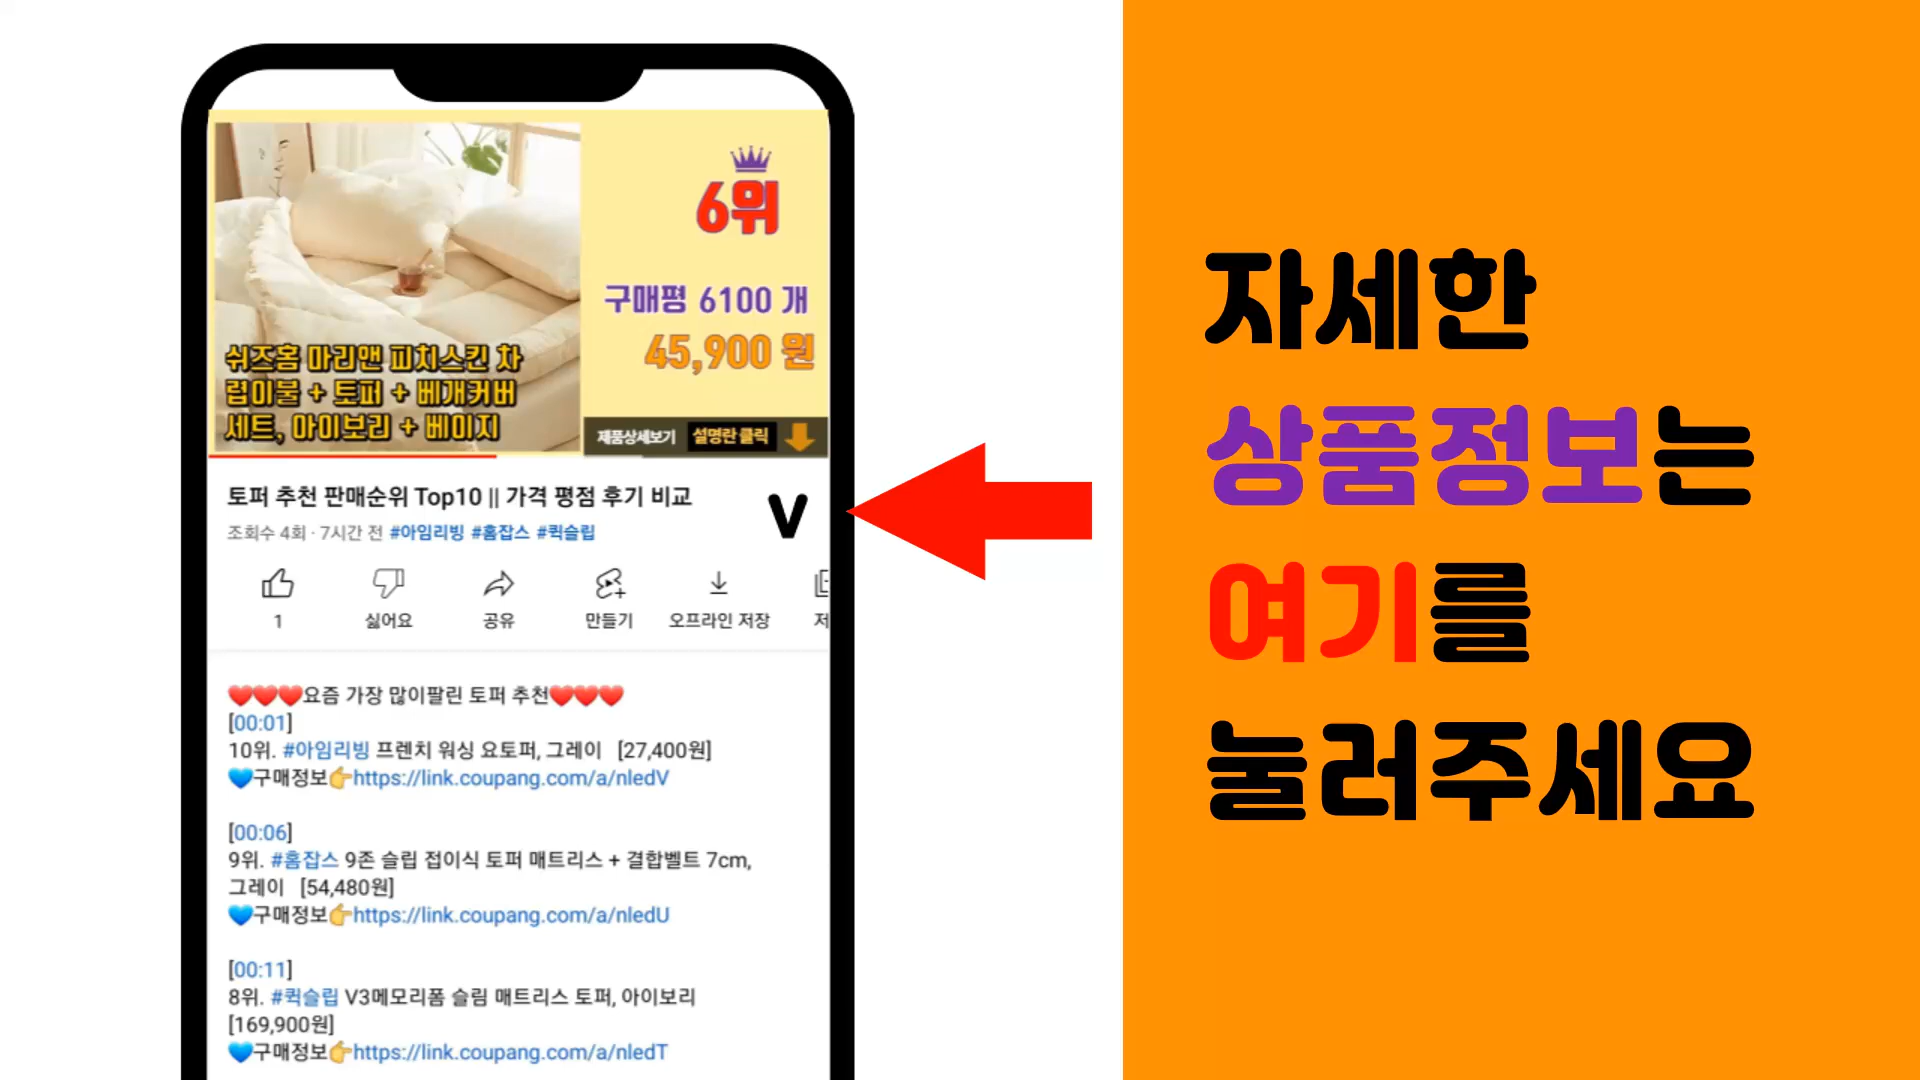 6위
구매평 6100 개
45,900 원
쉬즈홈 마리앤 피치스킨 차
렵이불 + 토퍼 + 베개커버
세트, 아이보리 + 베이지
제품상세보기 설명란 클릭
토퍼 추천 판매순위 Top10 || 가격 평점 후기 비교
V
조회수 4회 · 7시간 전 #아임리빙 #홈잡스 #퀵슬립
1 싫어요 공유 만들기 오프라인 저장 저
❤️❤️❤️요즘 가장 많이팔린 토퍼 추천❤️❤️❤️
[00:01]
10위. #아임리빙 프렌치 워싱 요토퍼, 그레이 [27,400원]
💙구매정보👉https://link.coupang.com/a/nledV
[00:06]
9위. #홈잡스 9존 슬립 접이식 토퍼 매트리스 + 결합벨트 7cm,
그레이 [54,480원]
💙구매정보👉https://link.coupang.com/a/nledU
[00:11]
8위. #퀵슬립 V3메모리폼 슬림 매트리스 토퍼, 아이보리
[169,900원]
💙구매정보👉https://link.coupang.com/a/nledT
자세한
상품정보는
여기를
눌러주세요